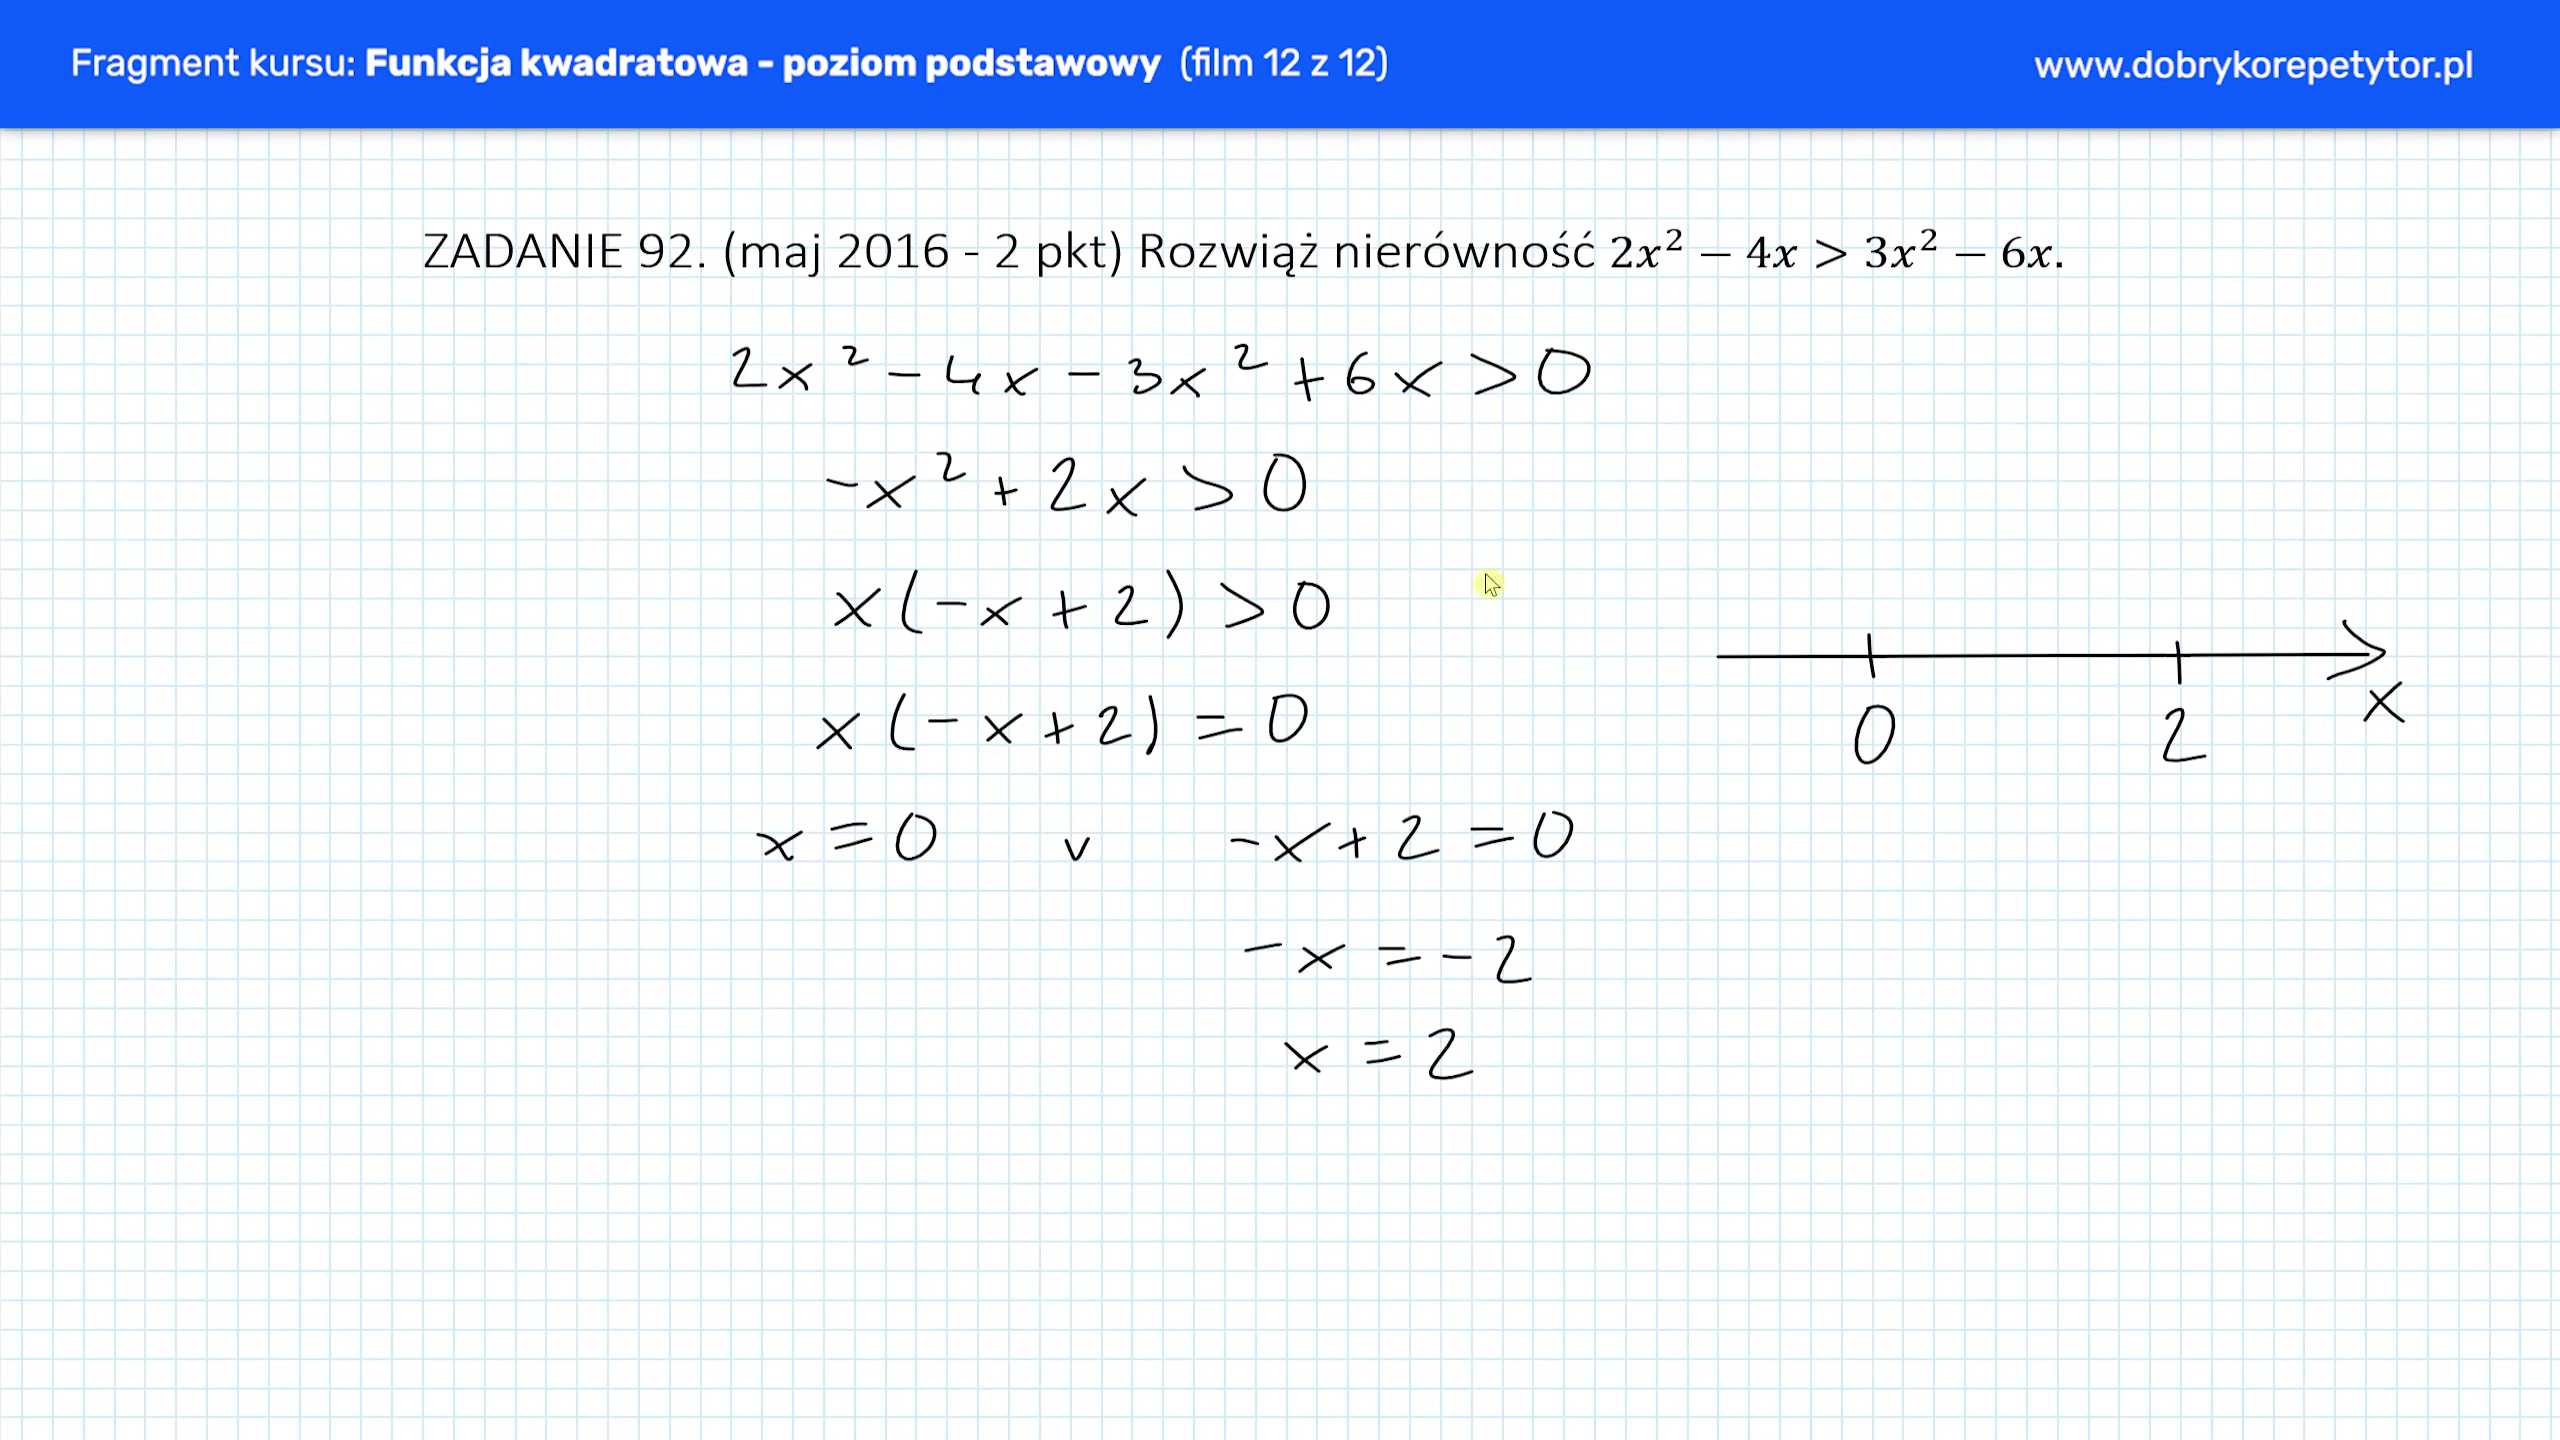 Fragment kursu: Funkcja kwadratowa - poziom podstawowy (film 12 z 12)
www.dobrykorepetytor.pl
ZADANIE 92. (maj 2016 - 2 pkt) Rozwiąż nierówność 2x² − 4x > 3x² − 6x.
2x² − 4x − 3x² + 6x > 0
−x² + 2x > 0
x(−x + 2) > 0
x(−x + 2) = 0
x = 0 v −x + 2 = 0
−x = −2
x = 2
0 2 x